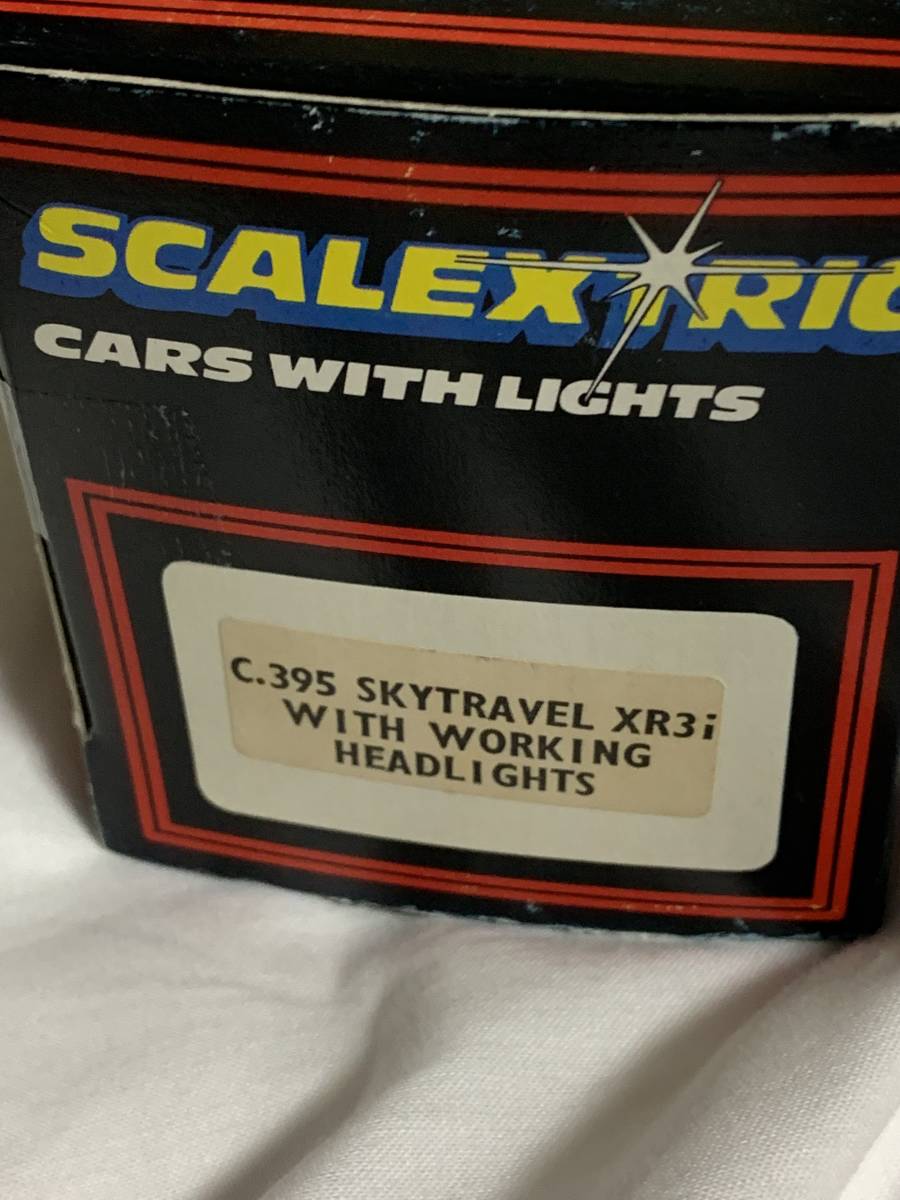 SCALEXTRIC
CARS WITH LIGHTS
C.395 SKYTRAVEL XR3i
WITH WORKING
HEADLIGHTS